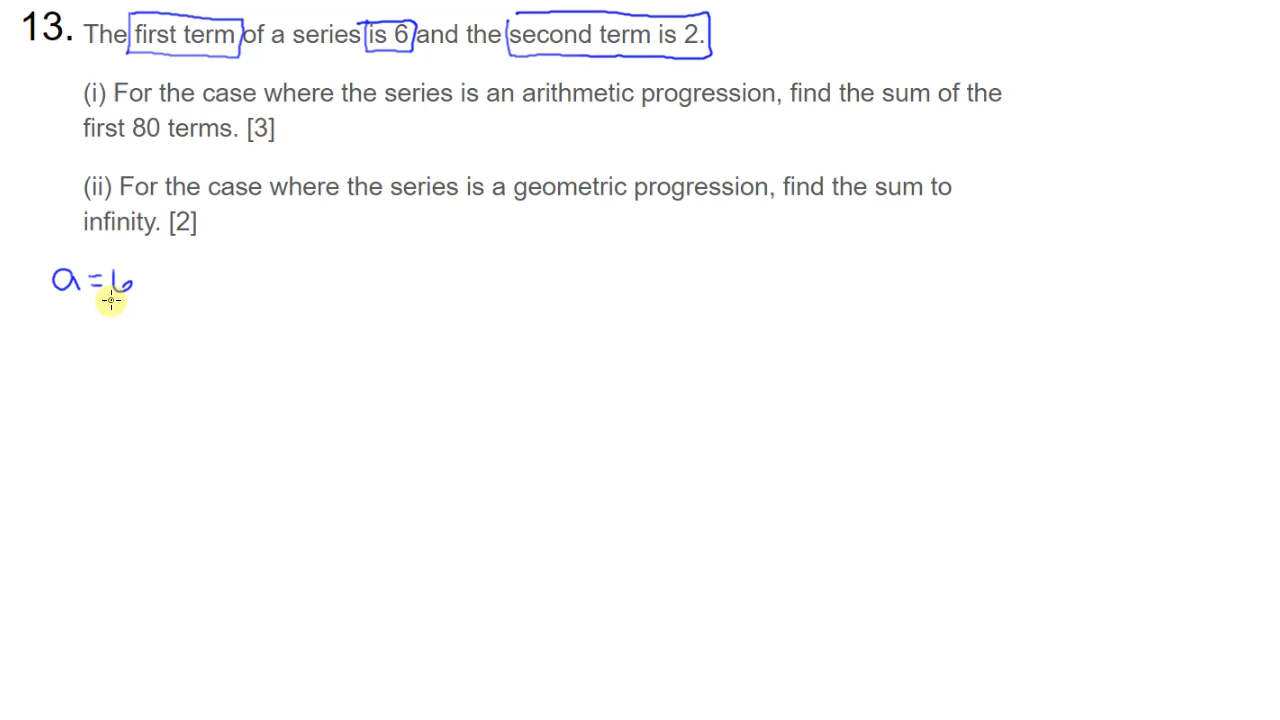 13. The first term of a series is 6 and the second term is 2.
(i) For the case where the series is an arithmetic progression, find the sum of the
first 80 terms. [3]
(ii) For the case where the series is a geometric progression, find the sum to
infinity. [2]
a = 6